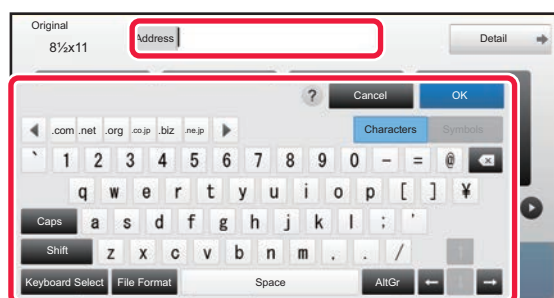 Original
8½x11
Address
Detail
? Cancel OK
.com .net .org .co.jp .biz .ne.jp Characters Symbols
` 1 2 3 4 5 6 7 8 9 0 - = @
q w e r t y u i o p [ ] ¥
Caps a s d f g h j k l ; '
Shift z x c v b n m . . /
Keyboard Select File Format Space AltGr